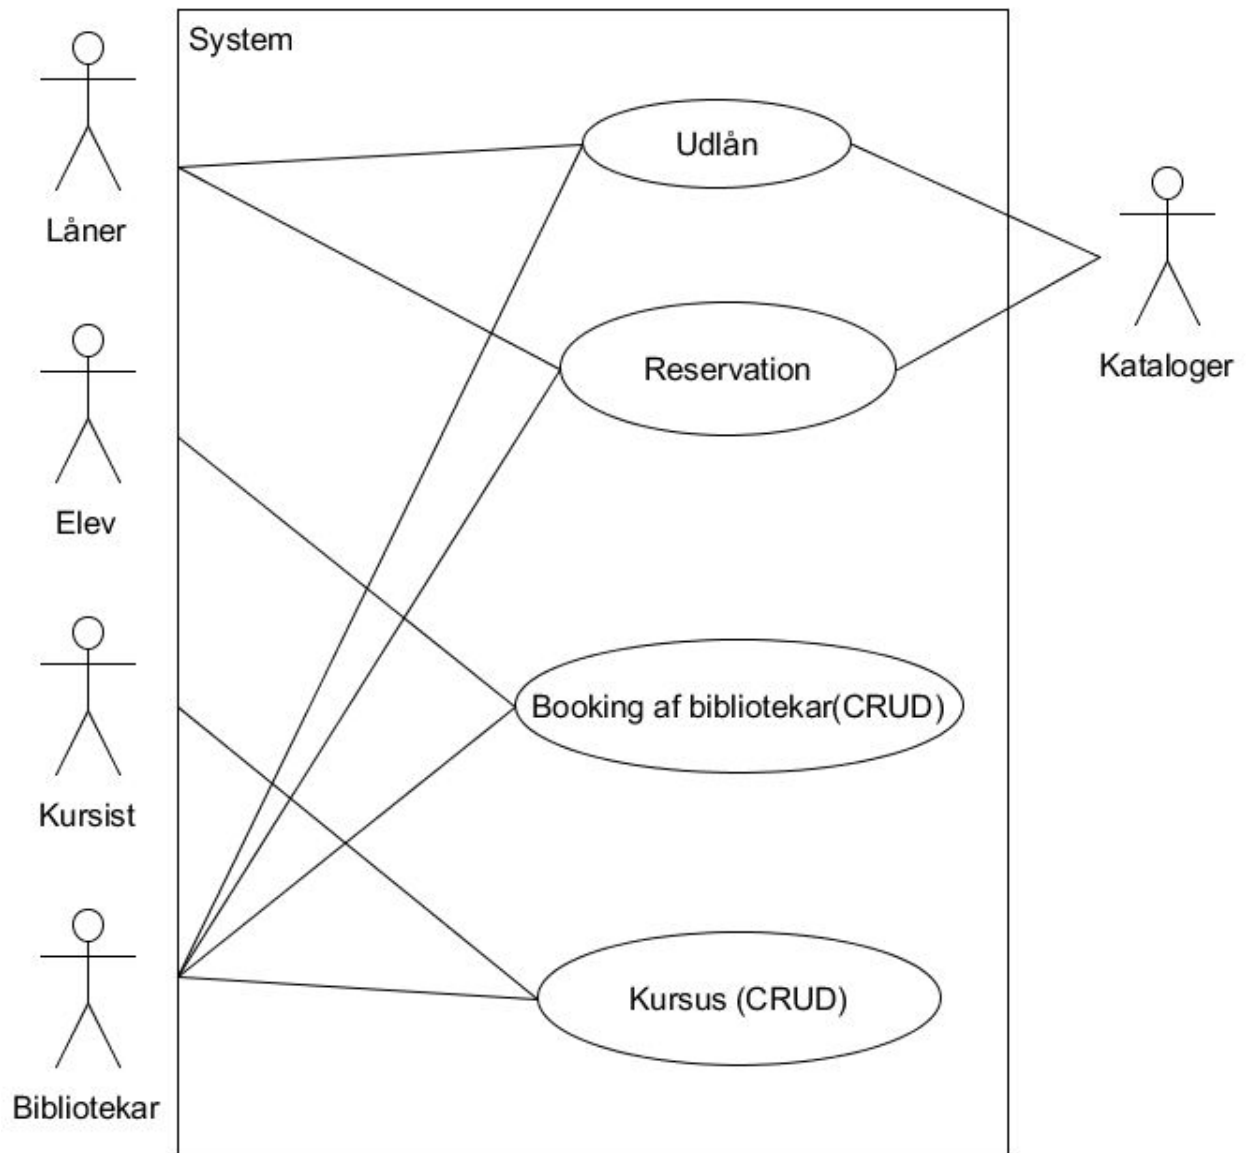 System
Låner
Udlån
Kataloger
Reservation
Elev
Booking af bibliotekar(CRUD)
Kursist
Kursus (CRUD)
Bibliotekar